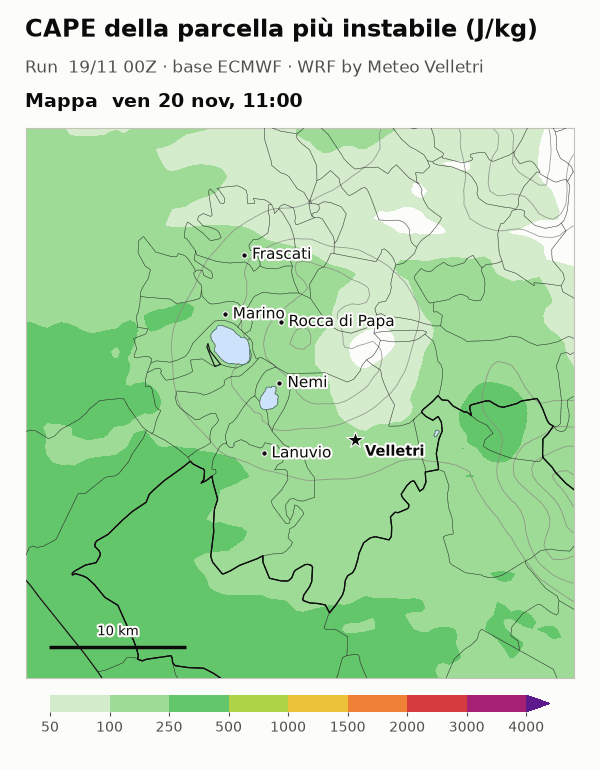 CAPE della parcella più instabile (J/kg)
Run  19/11 00Z · base ECMWF · WRF by Meteo Velletri
Mappa  ven 20 nov, 11:00
Frascati
Marino
Rocca di Papa
Nemi
Velletri
Lanuvio
10 km
50 100 250 500 1000 1500 2000 3000 4000